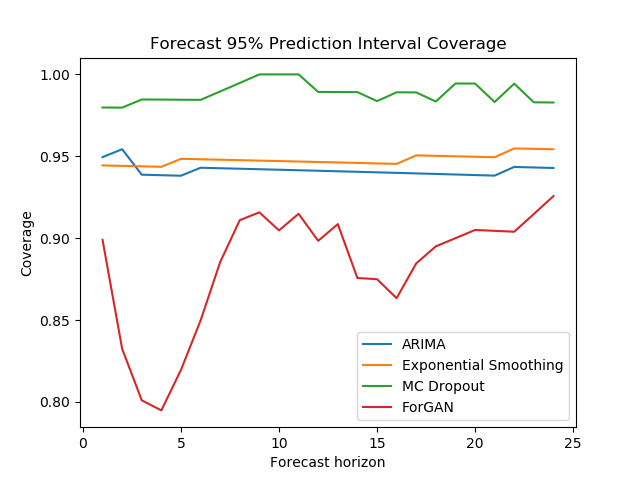 Forecast 95% Prediction Interval Coverage
1.00
0.95
0.90
0.85
0.80
Coverage
0
5
10
15
20
25
Forecast horizon
ARIMA
Exponential Smoothing
MC Dropout
ForGAN